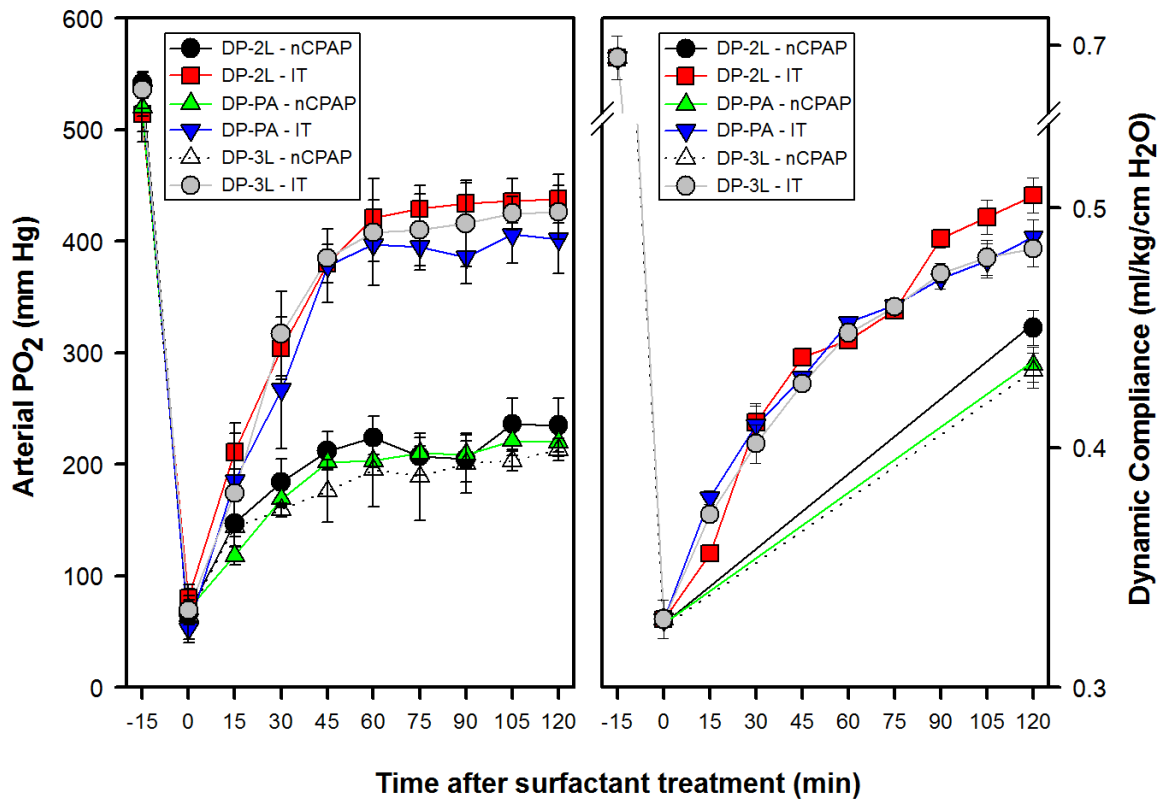 Arterial PO2 (mm Hg)
600
500
400
300
200
100
0
DP-2L - nCPAP
DP-2L - IT
DP-PA - nCPAP
DP-PA - IT
DP-3L - nCPAP
DP-3L - IT
-15 0 15 30 45 60 75 90 105 120
DP-2L - nCPAP
DP-2L - IT
DP-PA - nCPAP
DP-PA - IT
DP-3L - nCPAP
DP-3L - IT
-15 0 15 30 45 60 75 90 105 120
0.7
0.5
0.4
0.3
Dynamic Compliance (ml/kg/cm H2O)
Time after surfactant treatment (min)